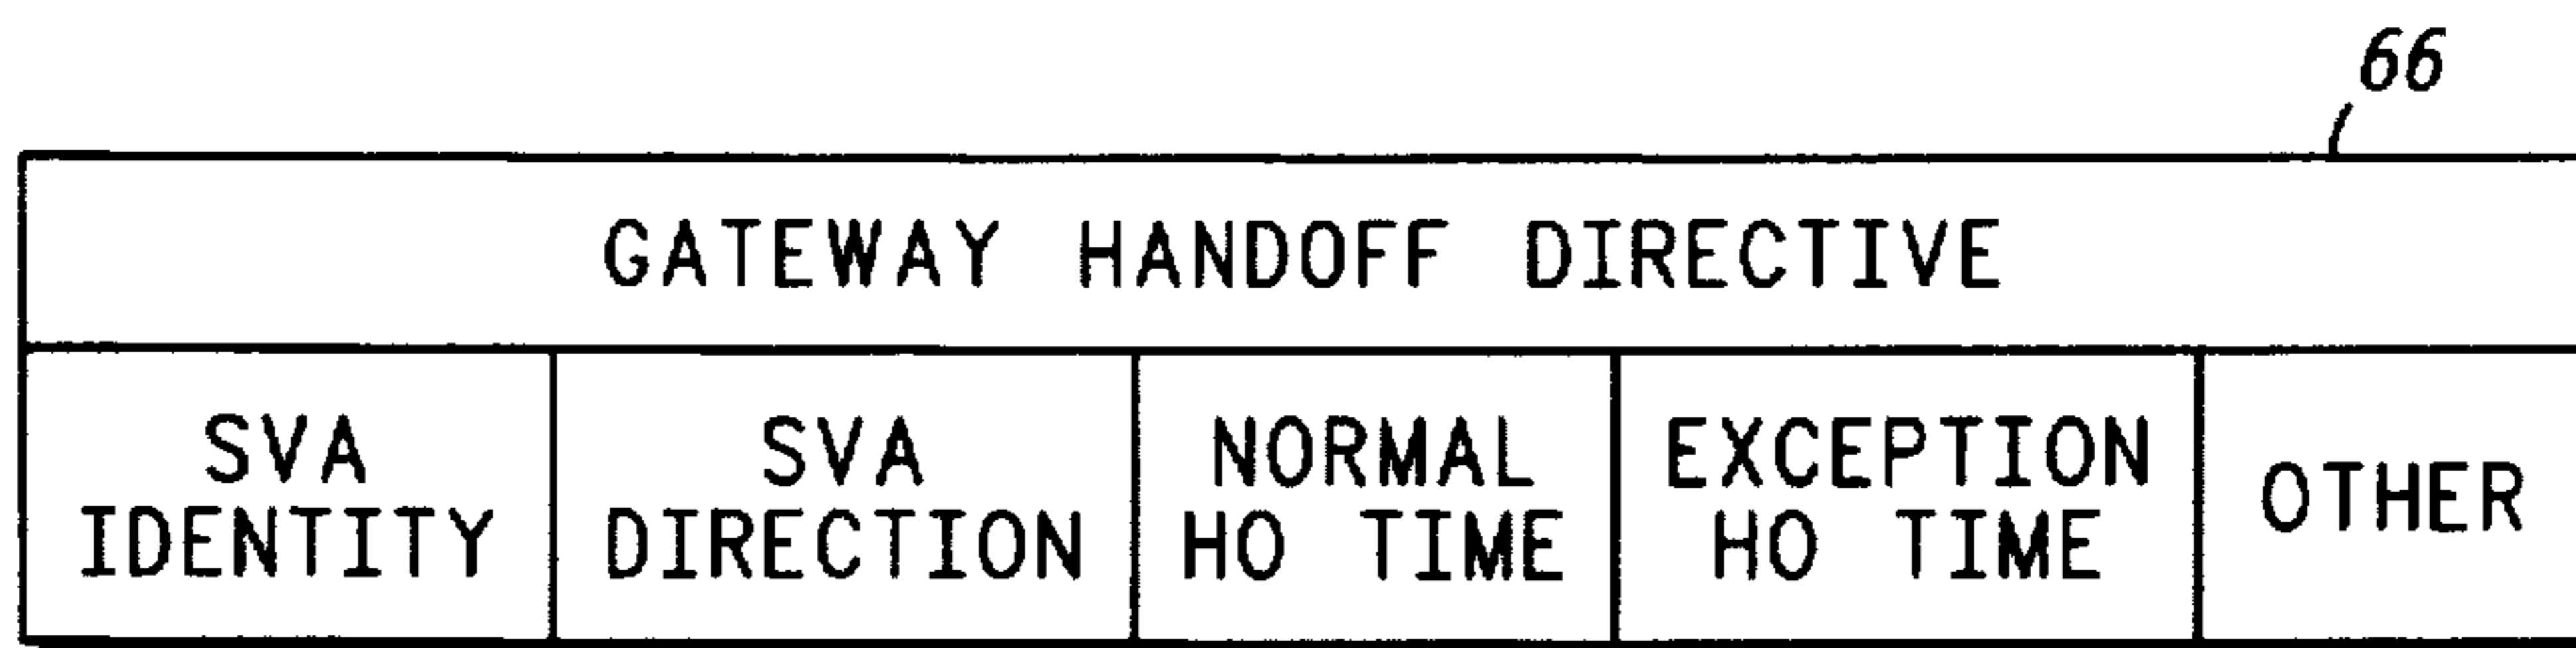 66
GATEWAY HANDOFF DIRECTIVE
SVA
IDENTITY
SVA
DIRECTION
NORMAL
HO TIME
EXCEPTION
HO TIME
OTHER